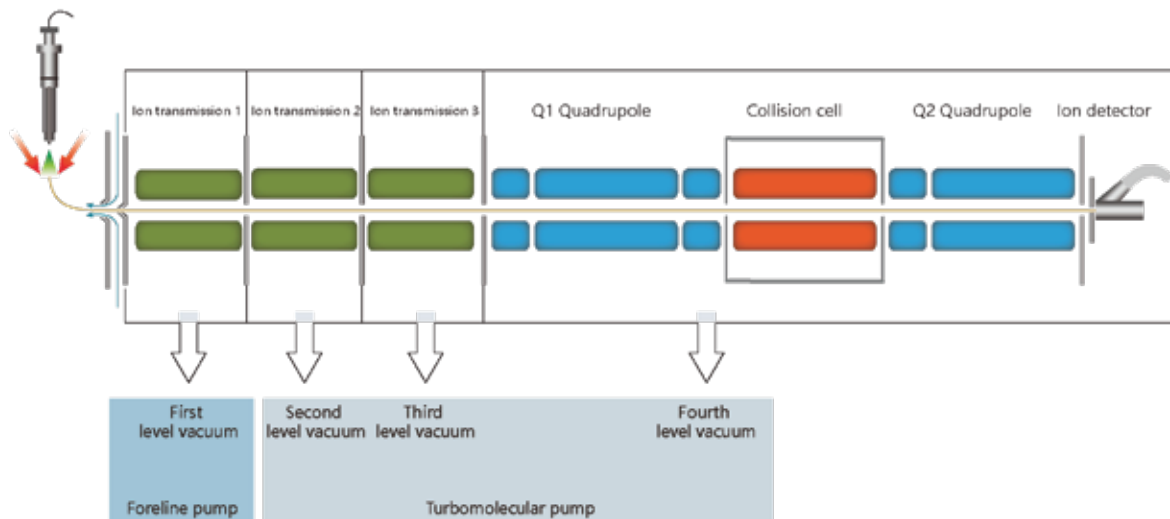 Ion transmission 1
Ion transmission 2
Ion transmission 3
Q1 Quadrupole
Collision cell
Q2 Quadrupole
Ion detector
First
level vacuum
Second
level vacuum
Third
level vacuum
Fourth
level vacuum
Foreline pump
Turbomolecular pump